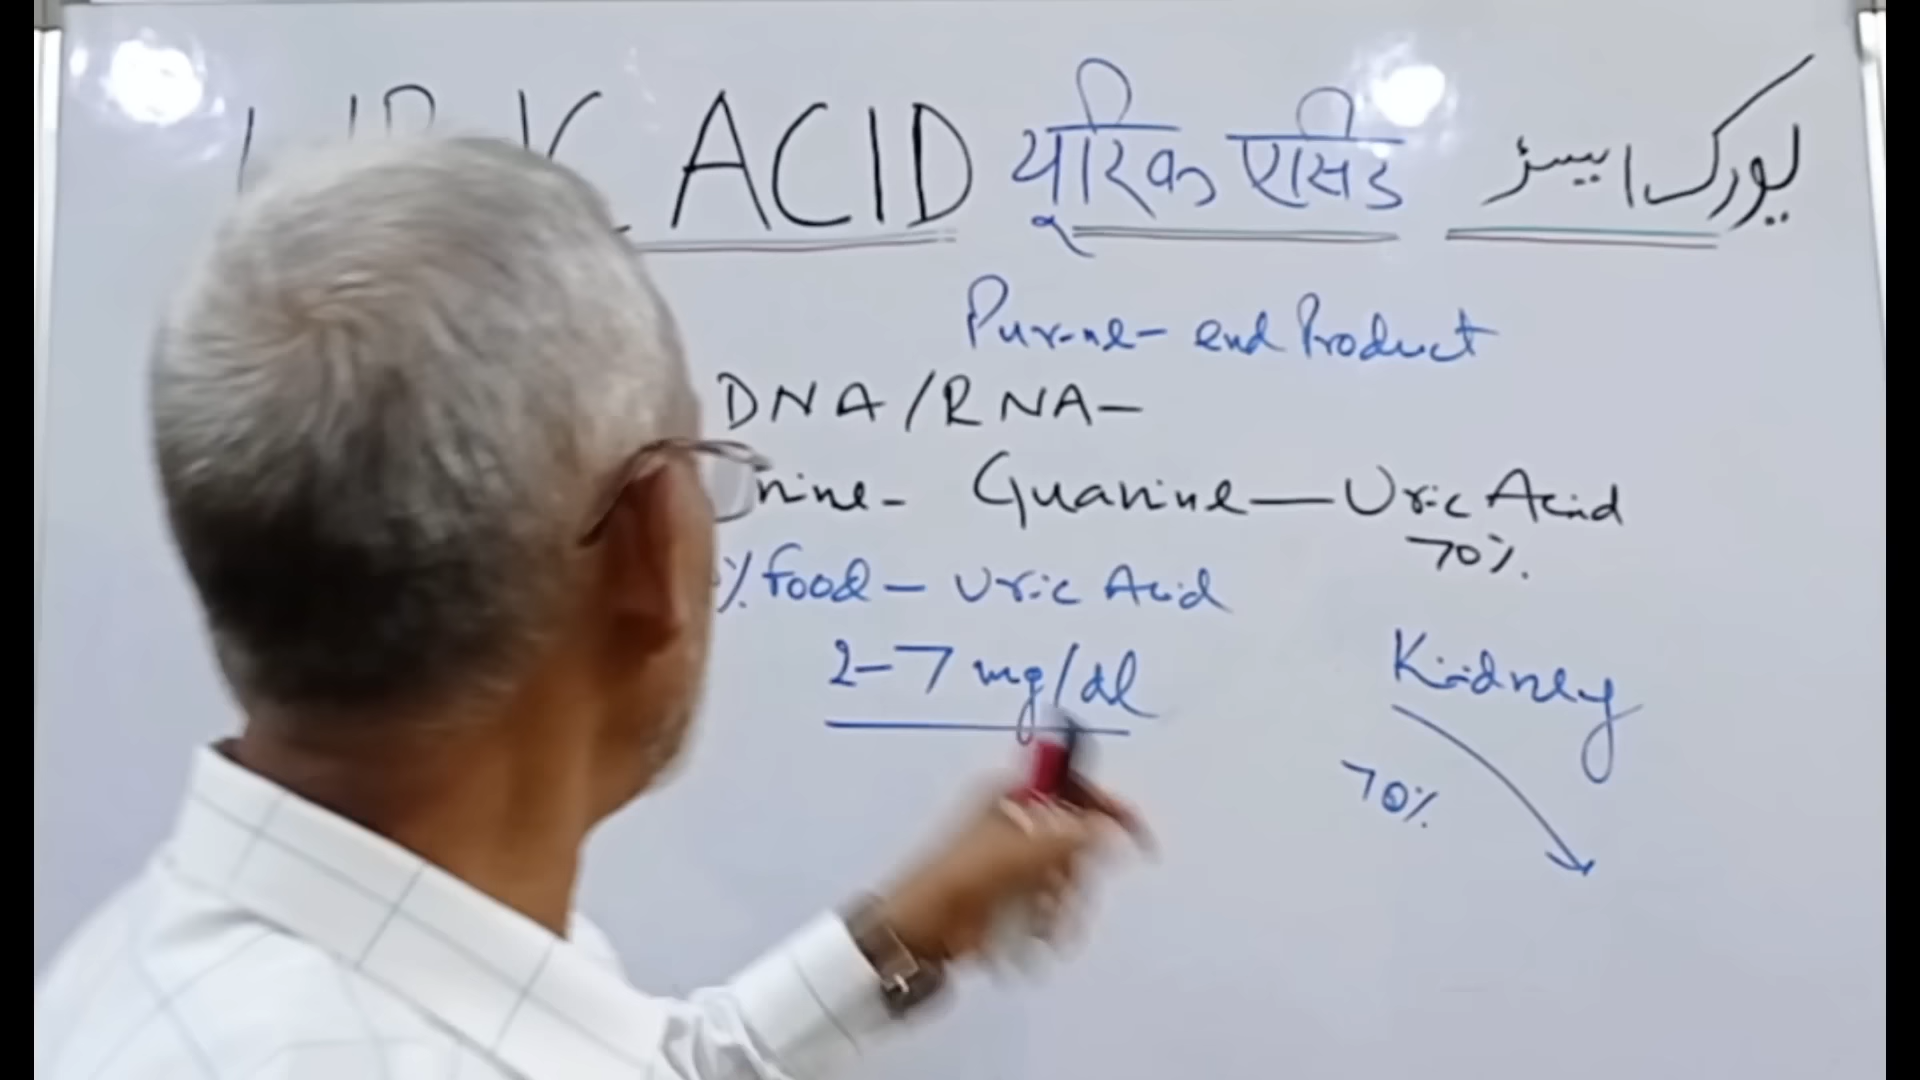 ACID यूरिक एसिड یورک ایسڈ
Purine - end Product
DNA/RNA -
Guanine — Uric Acid
70%
% Food - Uric Acid
2-7 mg/dl
Kidney
70%